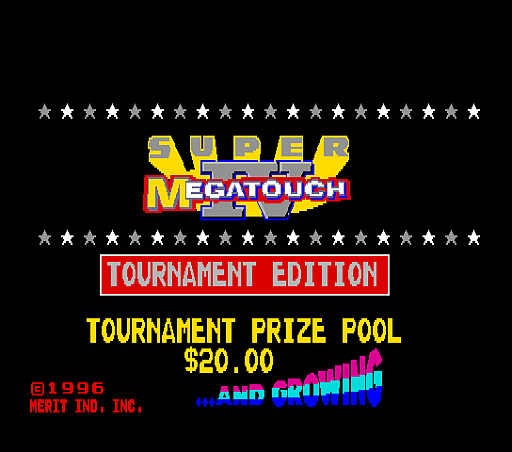 SUPER
IV
MEGATOUCH
TOURNAMENT EDITION
TOURNAMENT PRIZE POOL
$20.00
...AND GROWING
©1996
MERIT IND. INC.